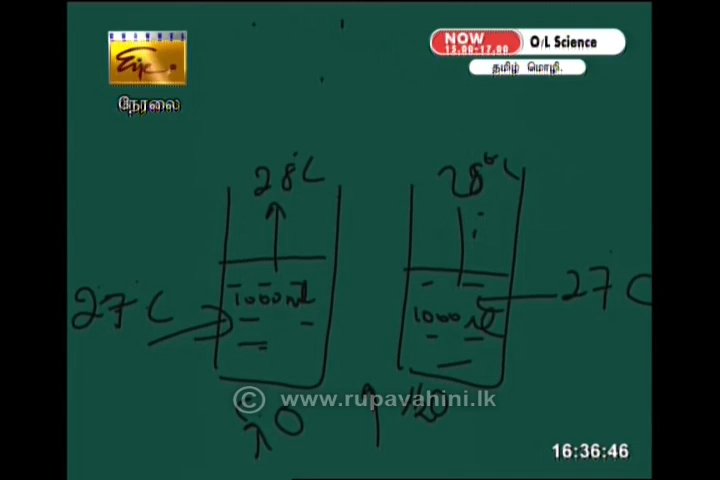 NOW
15.00-17.00
O/L Science
தமிழ் மொழி.
நேரலை
28°C
28°C
1000ml
1000ml
27°C
27°C
© www.rupavahini.lk
16:36:46